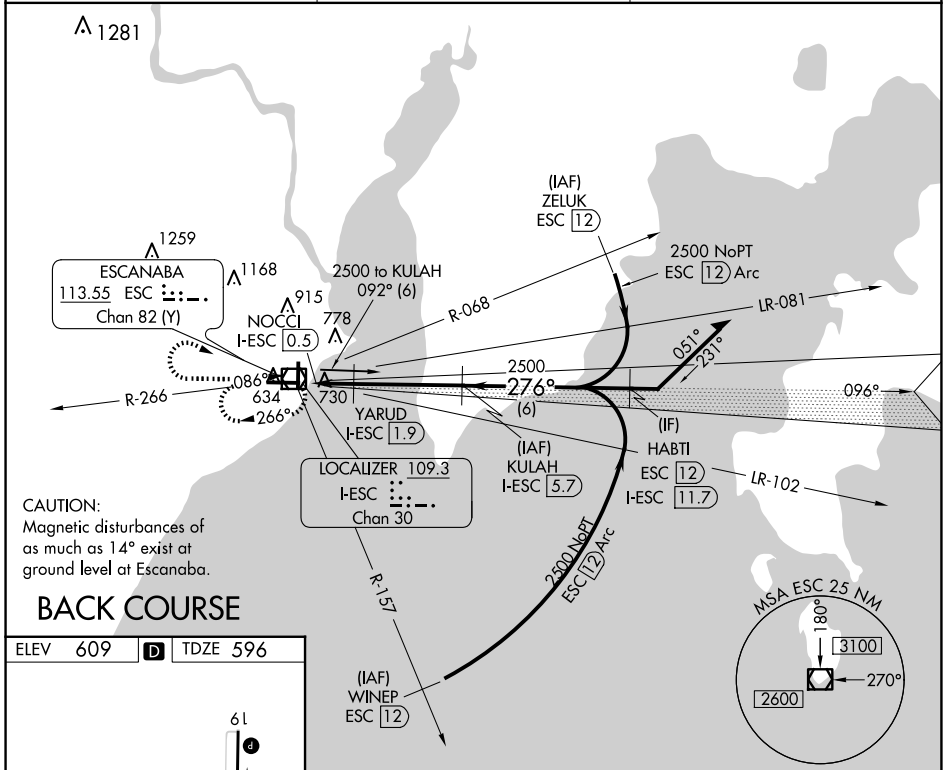 1281
(IAF)
ZELUK
ESC 12
1259
1168
915
778
ESCANABA
113.55 ESC
Chan 82 (Y)
2500 to KULAH
092° (6)
2500 NoPT
ESC 12 Arc
R-068
LR-081
NOCCI
I-ESC 0.5
051°
231°
2500
276°
(6)
086°
634
266°
730
R-266
096°
YARUD
I-ESC 1.9
(IAF)
KULAH
I-ESC 5.7
(IF)
HABTI
ESC 12
I-ESC 11.7
LR-102
LOCALIZER 109.3
I-ESC
Chan 30
CAUTION:
Magnetic disturbances of
as much as 14° exist at
ground level at Escanaba.
R-157
2500 NoPT
ESC 12 Arc
BACK COURSE
MSA ESC 25 NM
180°
3100
270°
2600
ELEV 609 D TDZE 596
(IAF)
WINEP
ESC 12
19
P